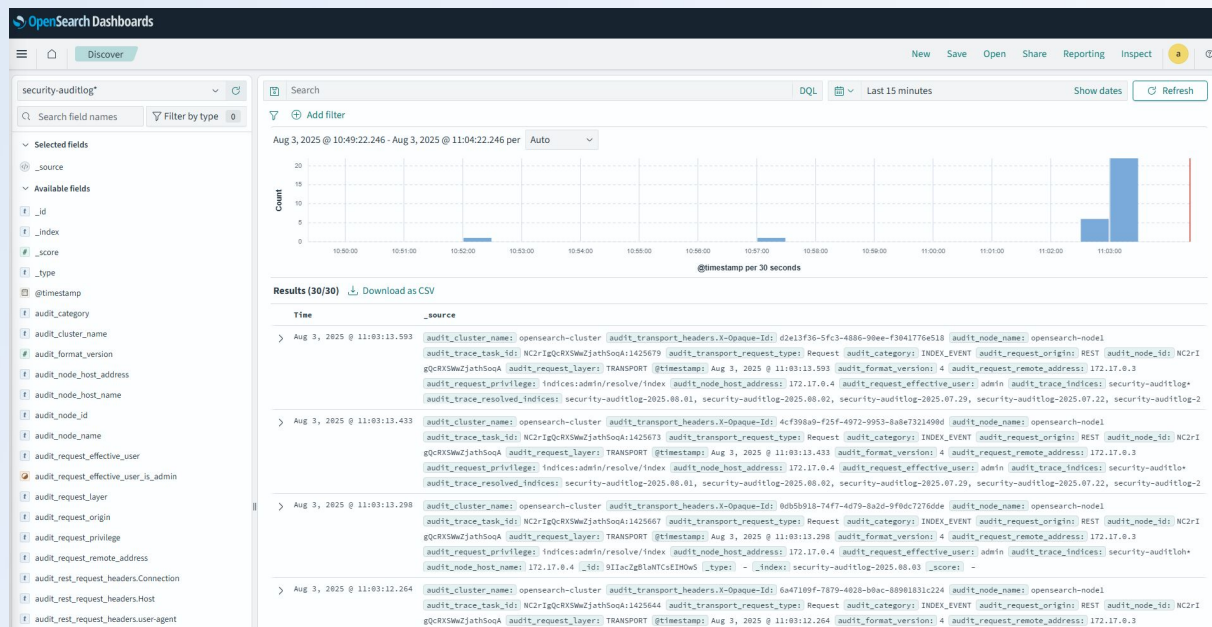 OpenSearch Dashboards
Discover
New Save Open Share Reporting Inspect a
security-auditlog*
Search DQL Last 15 minutes Show dates Refresh
Search field names Filter by type 0
Add filter
Selected fields
_source
Available fields
_id
_index
_score
_type
@timestamp
audit_category
audit_cluster_name
audit_format_version
audit_node_host_address
audit_node_host_name
audit_node_id
audit_node_name
audit_request_effective_user
audit_request_effective_user_is_admin
audit_request_layer
audit_request_origin
audit_request_privilege
audit_request_remote_address
audit_rest_request_headers.Connection
audit_rest_request_headers.Host
audit_rest_request_headers.user-agent
Aug 3, 2025 @ 10:49:22.246 - Aug 3, 2025 @ 11:04:22.246 per Auto
Count
20
15
10
5
0
10:50:00 10:51:00 10:52:00 10:53:00 10:54:00 10:55:00 10:56:00 10:57:00 10:58:00 10:59:00 11:00:00 11:01:00 11:02:00 11:03:00
@timestamp per 30 seconds
Results (30/30) Download as CSV
Time _source
Aug 3, 2025 @ 11:03:13.593 audit_cluster_name: opensearch-cluster audit_transport_headers.X-Opaque-Id: d2e13f36-5fc3-4886-90ee-f3041776e518 audit_node_name: opensearch-node1
audit_trace_task_id: NC2rIgQcRXSWwZjathSoqA:1425679 audit_transport_request_type: Request audit_category: INDEX_EVENT audit_request_origin: REST audit_node_id: NC2rI
gQcRXSWwZjathSoqA audit_request_layer: TRANSPORT @timestamp: Aug 3, 2025 @ 11:03:13.593 audit_format_version: 4 audit_request_remote_address: 172.17.0.3
audit_request_privilege: indices:admin/resolve/index audit_node_host_address: 172.17.0.4 audit_request_effective_user: admin audit_trace_indices: security-auditlog*
audit_trace_resolved_indices: security-auditlog-2025.08.01, security-auditlog-2025.08.02, security-auditlog-2025.07.29, security-auditlog-2025.07.22, security-auditlog-2
Aug 3, 2025 @ 11:03:13.433 audit_cluster_name: opensearch-cluster audit_transport_headers.X-Opaque-Id: 4cf398a9-f25f-4972-9953-8a8e7321490d audit_node_name: opensearch-node1
audit_trace_task_id: NC2rIgQcRXSWwZjathSoqA:1425673 audit_transport_request_type: Request audit_category: INDEX_EVENT audit_request_origin: REST audit_node_id: NC2rI
gQcRXSWwZjathSoqA audit_request_layer: TRANSPORT @timestamp: Aug 3, 2025 @ 11:03:13.433 audit_format_version: 4 audit_request_remote_address: 172.17.0.3
audit_request_privilege: indices:admin/resolve/index audit_node_host_address: 172.17.0.4 audit_request_effective_user: admin audit_trace_indices: security-auditlo*
audit_trace_resolved_indices: security-auditlog-2025.08.01, security-auditlog-2025.08.02, security-auditlog-2025.07.29, security-auditlog-2025.07.22, security-auditlog-2
Aug 3, 2025 @ 11:03:13.298 audit_cluster_name: opensearch-cluster audit_transport_headers.X-Opaque-Id: 0db5b918-74f7-4d79-8a2d-9f0dc7276dde audit_node_name: opensearch-node1
audit_trace_task_id: NC2rIgQcRXSWwZjathSoqA:1425667 audit_transport_request_type: Request audit_category: INDEX_EVENT audit_request_origin: REST audit_node_id: NC2rI
gQcRXSWwZjathSoqA audit_request_layer: TRANSPORT @timestamp: Aug 3, 2025 @ 11:03:13.298 audit_format_version: 4 audit_request_remote_address: 172.17.0.3
audit_request_privilege: indices:admin/resolve/index audit_node_host_address: 172.17.0.4 audit_request_effective_user: admin audit_trace_indices: security-auditloh*
audit_node_host_name: 172.17.0.4 _id: 9IIacZgBlaNTCsEIHOwS _type: - _index: security-auditlog-2025.08.03 _score: -
Aug 3, 2025 @ 11:03:12.264 audit_cluster_name: opensearch-cluster audit_transport_headers.X-Opaque-Id: 6a47109f-7879-4028-b0ac-88901831c224 audit_node_name: opensearch-node1
audit_trace_task_id: NC2rIgQcRXSWwZjathSoqA:1425644 audit_transport_request_type: Request audit_category: INDEX_EVENT audit_request_origin: REST audit_node_id: NC2rI
gQcRXSWwZjathSoqA audit_request_layer: TRANSPORT @timestamp: Aug 3, 2025 @ 11:03:12.264 audit_format_version: 4 audit_request_remote_address: 172.17.0.3